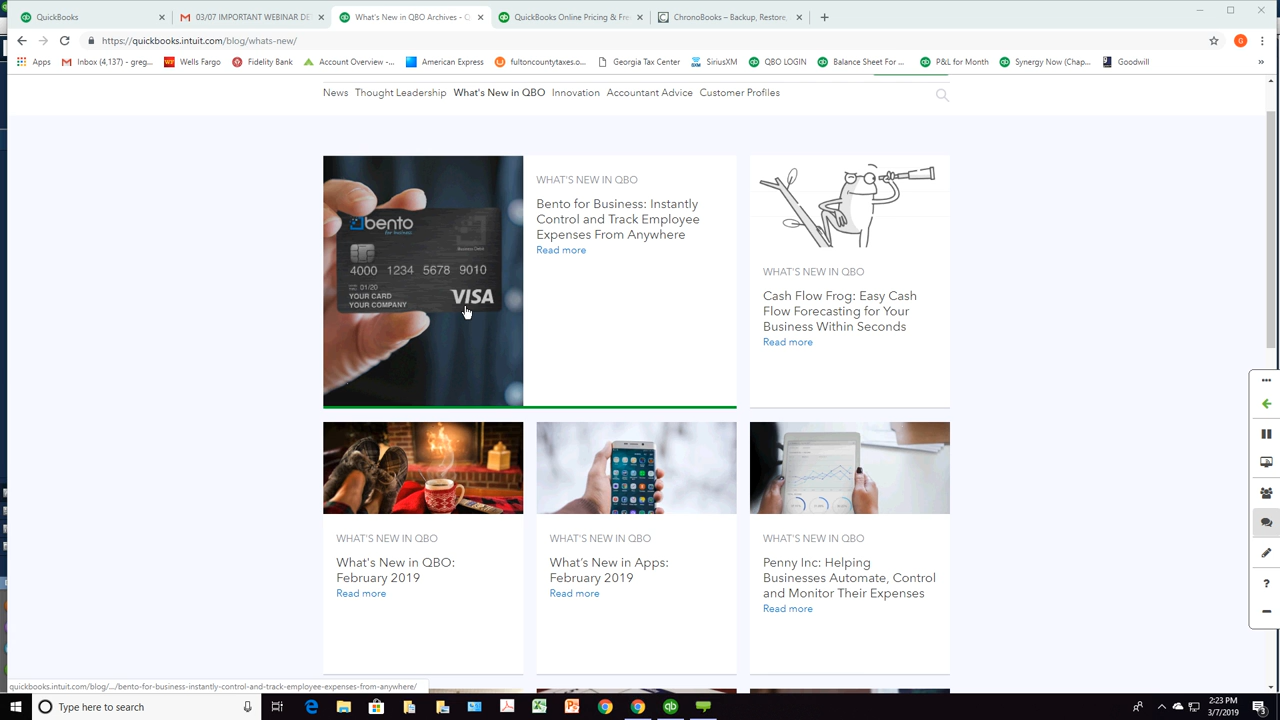 QuickBooks
03/07 IMPORTANT WEBINAR DE
What's New in QBO Archives - Q
QuickBooks Online Pricing & Fre
ChronoBooks – Backup, Restore,
https://quickbooks.intuit.com/blog/whats-new/
G
Apps
Inbox (4,137) - greg...
Wells Fargo
Fidelity Bank
Account Overview -...
American Express
fultoncountytaxes.o...
Georgia Tax Center
SiriusXM
QBO LOGIN
Balance Sheet For ...
P&L for Month
Synergy Now (Chap...
Goodwill
»
News
Thought Leadership
What's New in QBO
Innovation
Accountant Advice
Customer Profiles
bento
for business
Business Debit
4000 1234 5678 9010
01/20
YOUR CARD
YOUR COMPANY
VISA
WHAT'S NEW IN QBO
Bento for Business: Instantly
Control and Track Employee
Expenses From Anywhere
Read more
WHAT'S NEW IN QBO
Cash Flow Frog: Easy Cash
Flow Forecasting for Your
Business Within Seconds
Read more
WHAT'S NEW IN QBO
What's New in QBO:
February 2019
Read more
WHAT'S NEW IN QBO
What's New in Apps:
February 2019
Read more
WHAT'S NEW IN QBO
Penny Inc: Helping
Businesses Automate, Control
and Monitor Their Expenses
Read more
quickbooks.intuit.com/blog/.../bento-for-business-instantly-control-and-track-employee-expenses-from-anywhere/
Type here to search
2:23 PM
3/7/2019